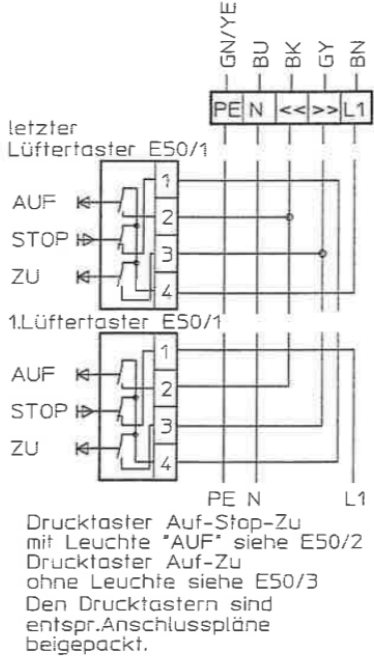 GN/YE BU BK GY BN
PE N << >> L1
letzter
Lüftertaster E50/1
1
AUF
2
STOP
3
ZU
4
1.Lüftertaster E50/1
1
AUF
2
STOP
3
ZU
4
PE N L1
Drucktaster Auf-Stop-Zu
mit Leuchte "AUF" siehe E50/2
Drucktaster Auf-Zu
ohne Leuchte siehe E50/3
Den Drucktastern sind
entspr.Anschlusspläne
beigepackt.